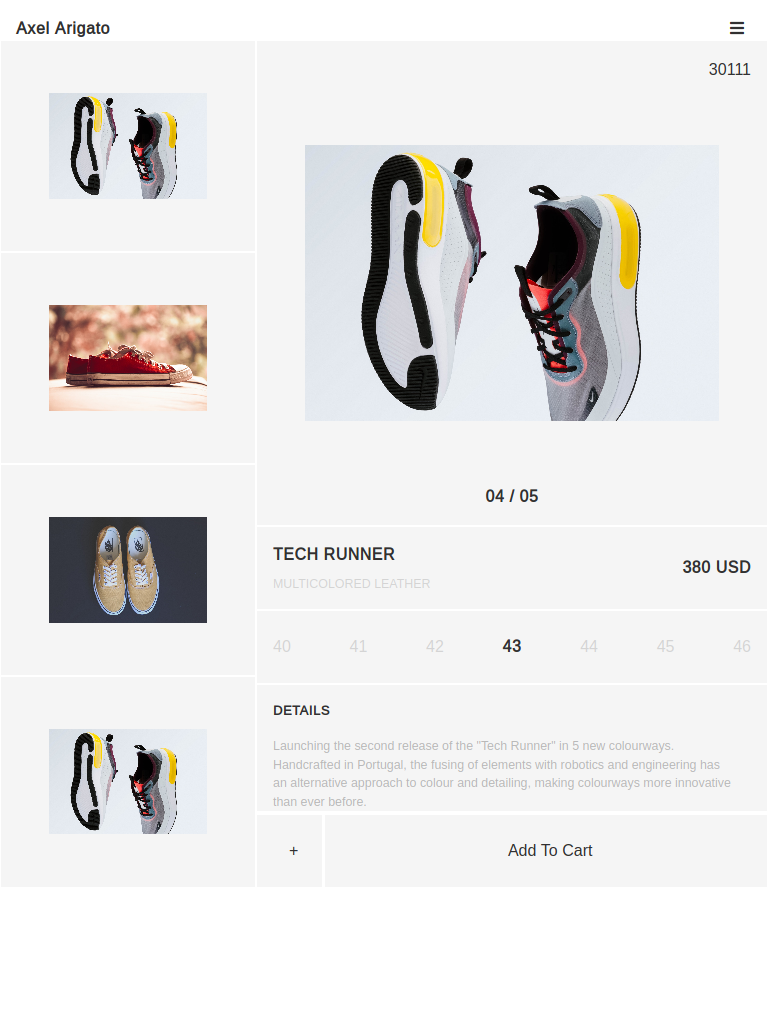 Axel Arigato
30111
04 / 05
TECH RUNNER
380 USD
MULTICOLORED LEATHER
40 41 42 43 44 45 46
DETAILS
Launching the second release of the "Tech Runner" in 5 new colourways.
Handcrafted in Portugal, the fusing of elements with robotics and engineering has
an alternative approach to colour and detailing, making colourways more innovative
than ever before.
+
Add To Cart